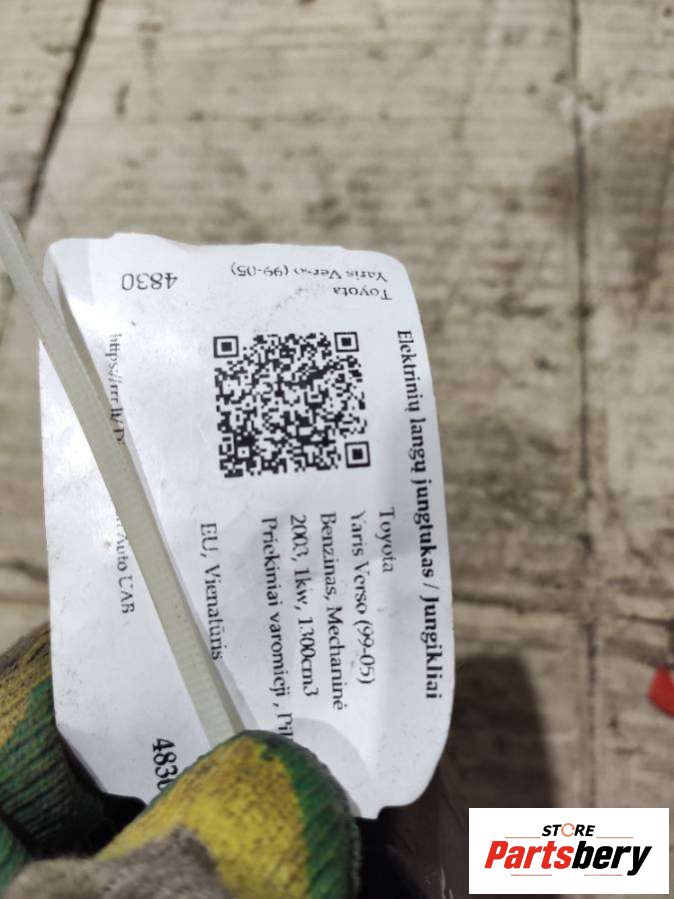 Elektrinių langų jungtukas / Jungikliai
Toyota
Yaris Verso (99-05)
Benzinas, Mechaninė
2003, 1kw, 1300cm3
Priekiniai varomieji ,
EU, Vienatūris
Toyota
Yaris Verso (99-05)
4830
Auto UAB
STORE
Partsbery